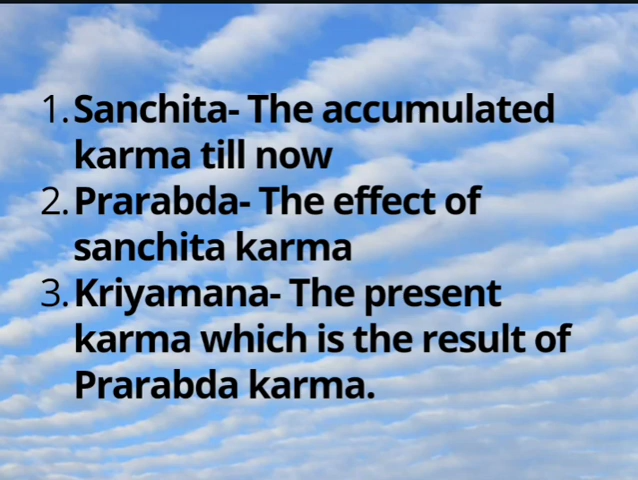 1. Sanchita- The accumulated
karma till now
2. Prarabda- The effect of
sanchita karma
3. Kriyamana- The present
karma which is the result of
Prarabda karma.